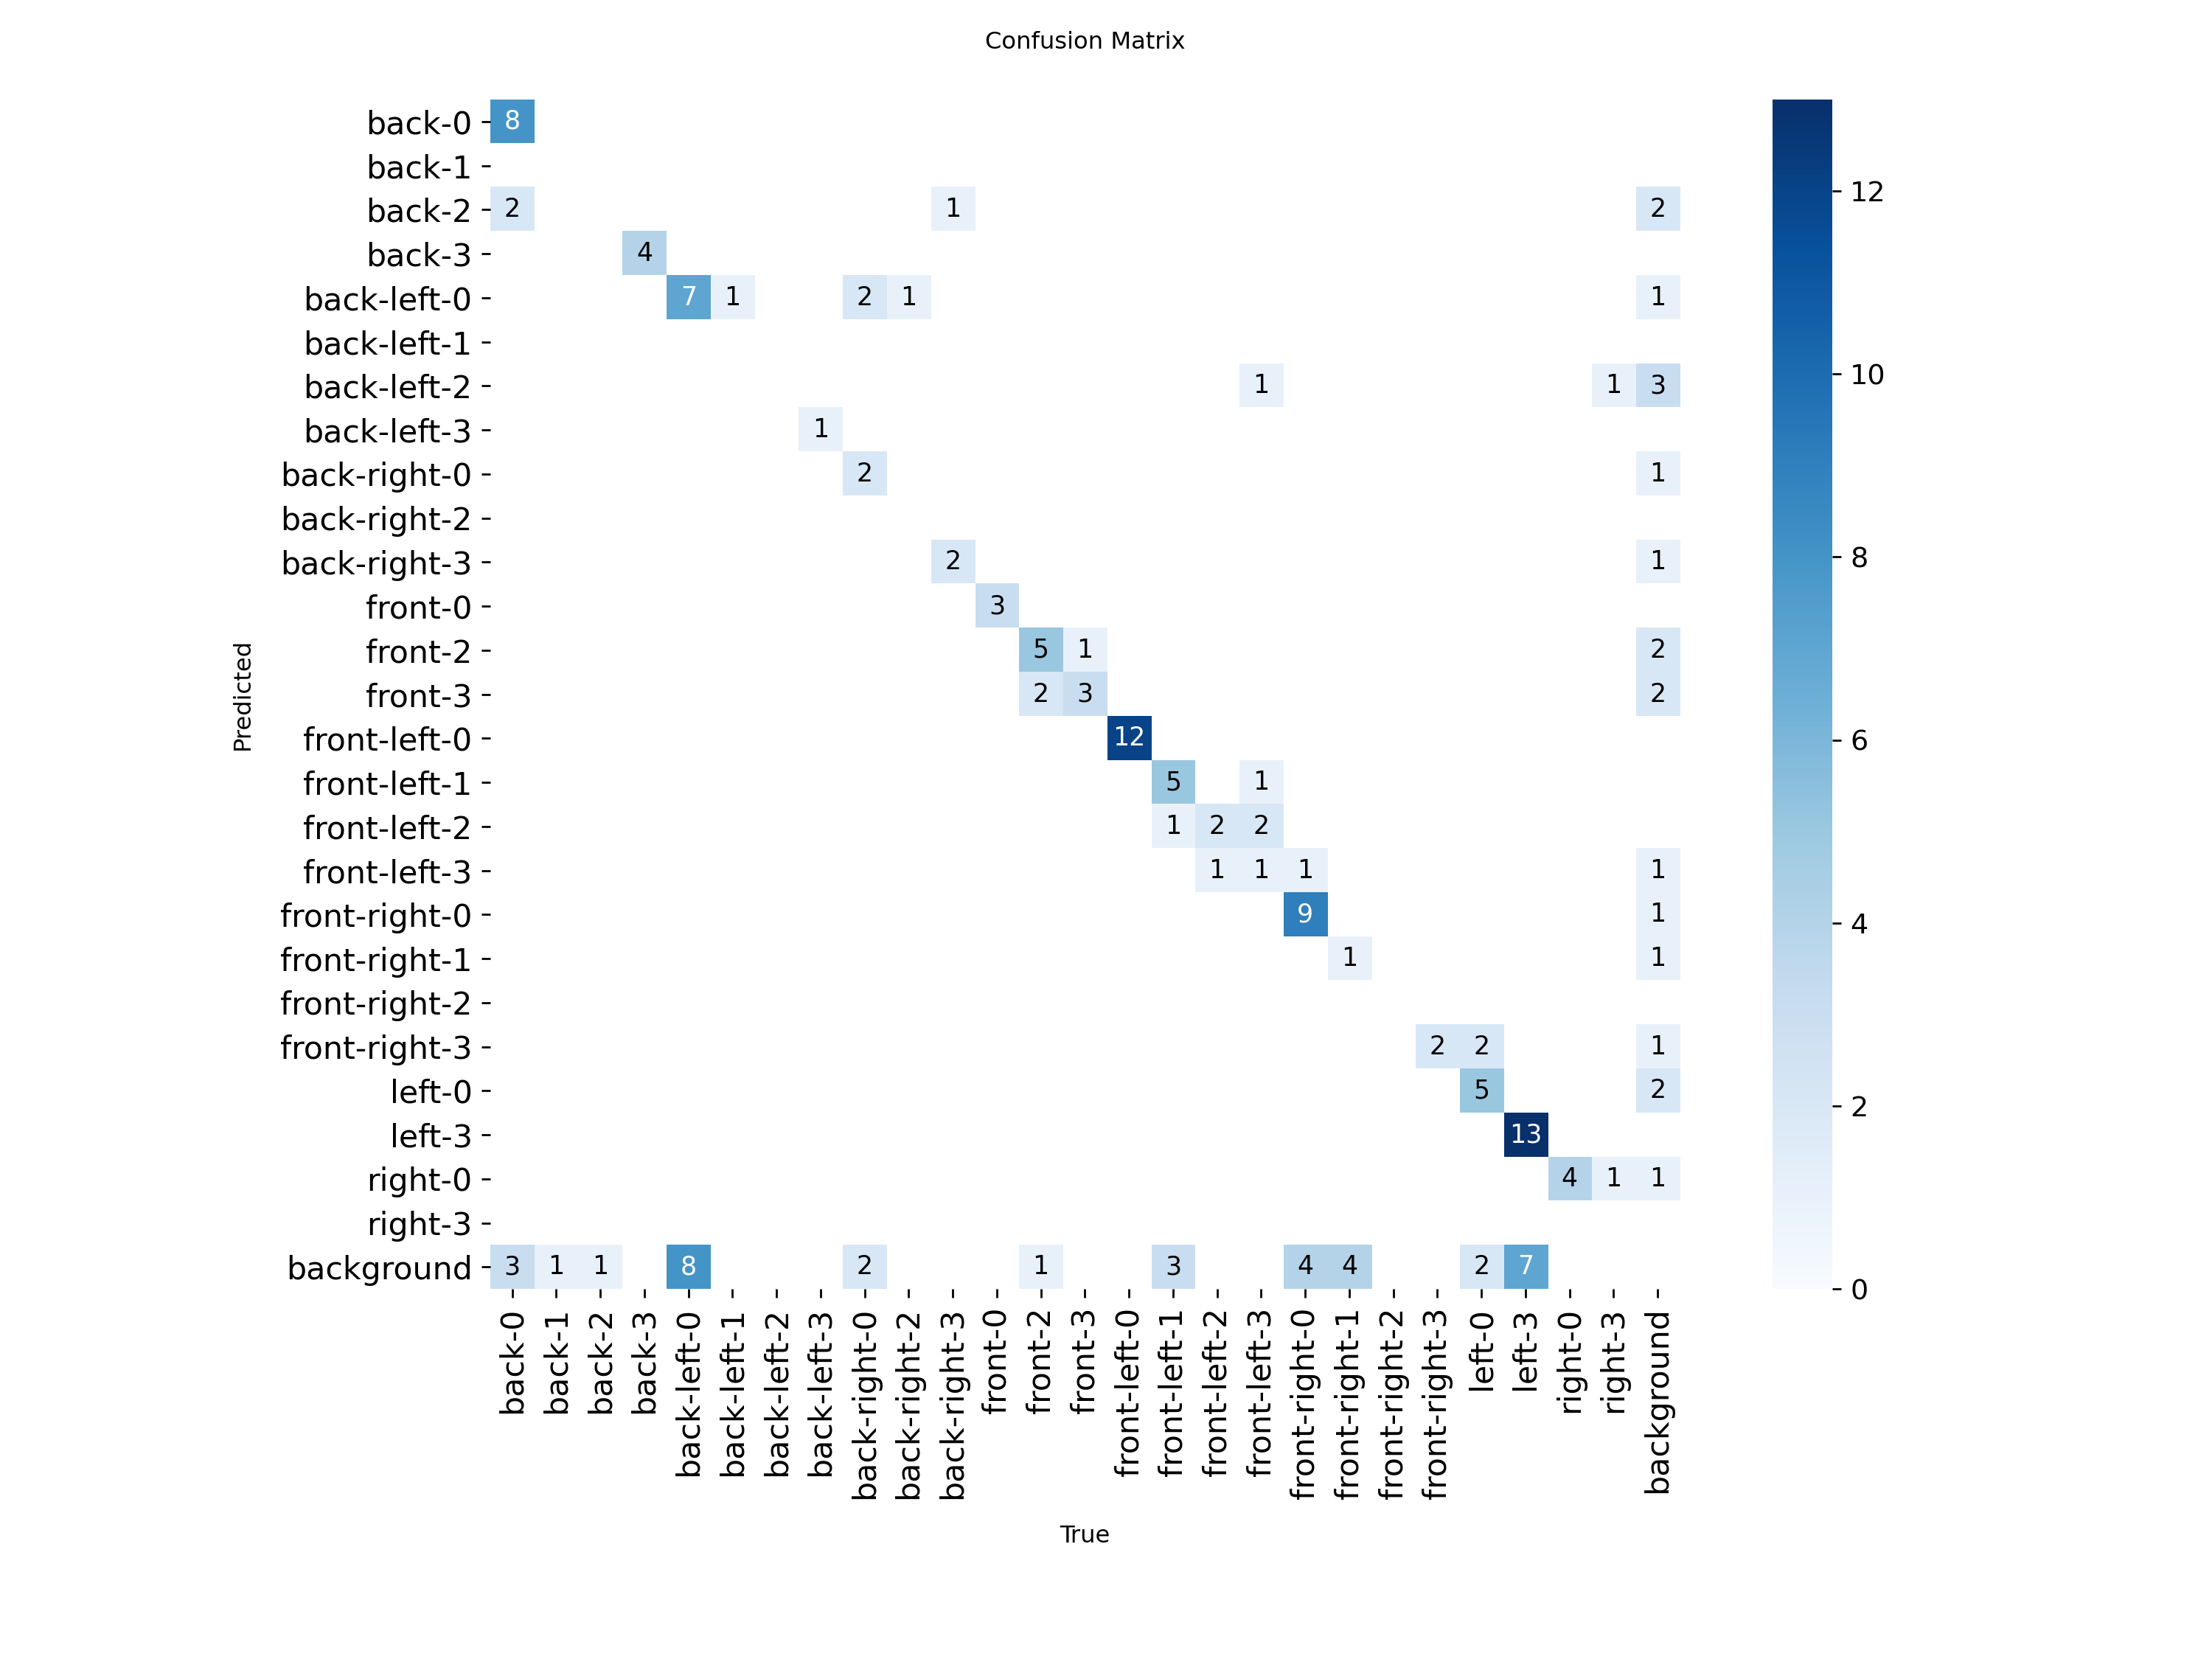 Confusion Matrix
back-0 8
back-1
back-2 2 1 2
back-3 4
back-left-0 7 1 2 1 1
back-left-1
back-left-2 1 1 3
back-left-3 1
back-right-0 2 1
back-right-2
back-right-3 2 1
front-0 3
front-2 5 1 2
front-3 2 3 2
front-left-0 12
front-left-1 5 1
front-left-2 1 2 2
front-left-3 1 1 1 1
front-right-0 9 1
front-right-1 1 1
front-right-2
front-right-3 2 2 1
left-0 5 2
left-3 13
right-0 4 1 1
right-3
background 3 1 1 8 2 1 3 4 4 2 7
Predicted
back-0
back-1
back-2
back-3
back-left-0
back-left-1
back-left-2
back-left-3
back-right-0
back-right-2
back-right-3
front-0
front-2
front-3
front-left-0
front-left-1
front-left-2
front-left-3
front-right-0
front-right-1
front-right-2
front-right-3
left-0
left-3
right-0
right-3
background
True
12
10
8
6
4
2
0